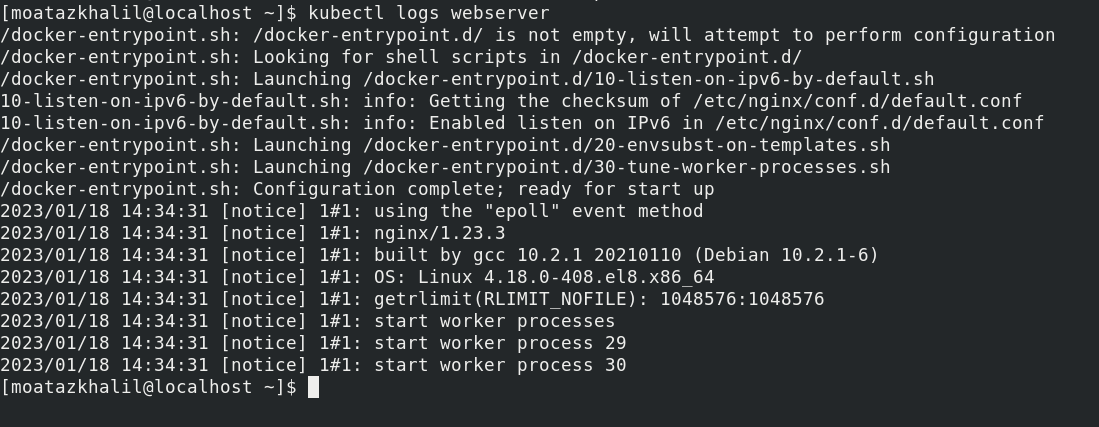 [moatazkhalil@localhost ~]$ kubectl logs webserver
/docker-entrypoint.sh: /docker-entrypoint.d/ is not empty, will attempt to perform configuration
/docker-entrypoint.sh: Looking for shell scripts in /docker-entrypoint.d/
/docker-entrypoint.sh: Launching /docker-entrypoint.d/10-listen-on-ipv6-by-default.sh
10-listen-on-ipv6-by-default.sh: info: Getting the checksum of /etc/nginx/conf.d/default.conf
10-listen-on-ipv6-by-default.sh: info: Enabled listen on IPv6 in /etc/nginx/conf.d/default.conf
/docker-entrypoint.sh: Launching /docker-entrypoint.d/20-envsubst-on-templates.sh
/docker-entrypoint.sh: Launching /docker-entrypoint.d/30-tune-worker-processes.sh
/docker-entrypoint.sh: Configuration complete; ready for start up
2023/01/18 14:34:31 [notice] 1#1: using the "epoll" event method
2023/01/18 14:34:31 [notice] 1#1: nginx/1.23.3
2023/01/18 14:34:31 [notice] 1#1: built by gcc 10.2.1 20210110 (Debian 10.2.1-6)
2023/01/18 14:34:31 [notice] 1#1: OS: Linux 4.18.0-408.el8.x86_64
2023/01/18 14:34:31 [notice] 1#1: getrlimit(RLIMIT_NOFILE): 1048576:1048576
2023/01/18 14:34:31 [notice] 1#1: start worker processes
2023/01/18 14:34:31 [notice] 1#1: start worker process 29
2023/01/18 14:34:31 [notice] 1#1: start worker process 30
[moatazkhalil@localhost ~]$